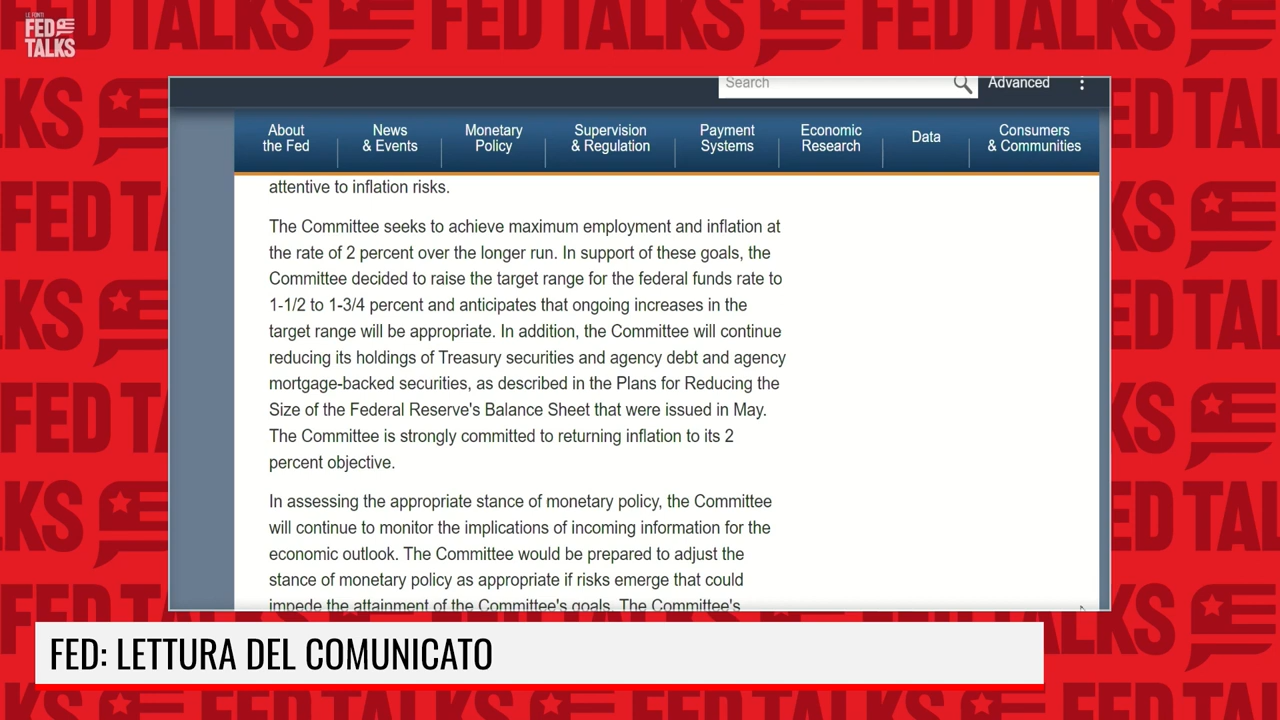 LE FONTI
FED
TALKS
FED TALKS
FED TALKS
FED TALKS
Search
Advanced
About
the Fed
News
& Events
Monetary
Policy
Supervision
& Regulation
Payment
Systems
Economic
Research
Data
Consumers
& Communities
attentive to inflation risks.
The Committee seeks to achieve maximum employment and inflation at
the rate of 2 percent over the longer run. In support of these goals, the
Committee decided to raise the target range for the federal funds rate to
1-1/2 to 1-3/4 percent and anticipates that ongoing increases in the
target range will be appropriate. In addition, the Committee will continue
reducing its holdings of Treasury securities and agency debt and agency
mortgage-backed securities, as described in the Plans for Reducing the
Size of the Federal Reserve's Balance Sheet that were issued in May.
The Committee is strongly committed to returning inflation to its 2
percent objective.
In assessing the appropriate stance of monetary policy, the Committee
will continue to monitor the implications of incoming information for the
economic outlook. The Committee would be prepared to adjust the
stance of monetary policy as appropriate if risks emerge that could
impede the attainment of the Committee's goals. The Committee's
FED: LETTURA DEL COMUNICATO